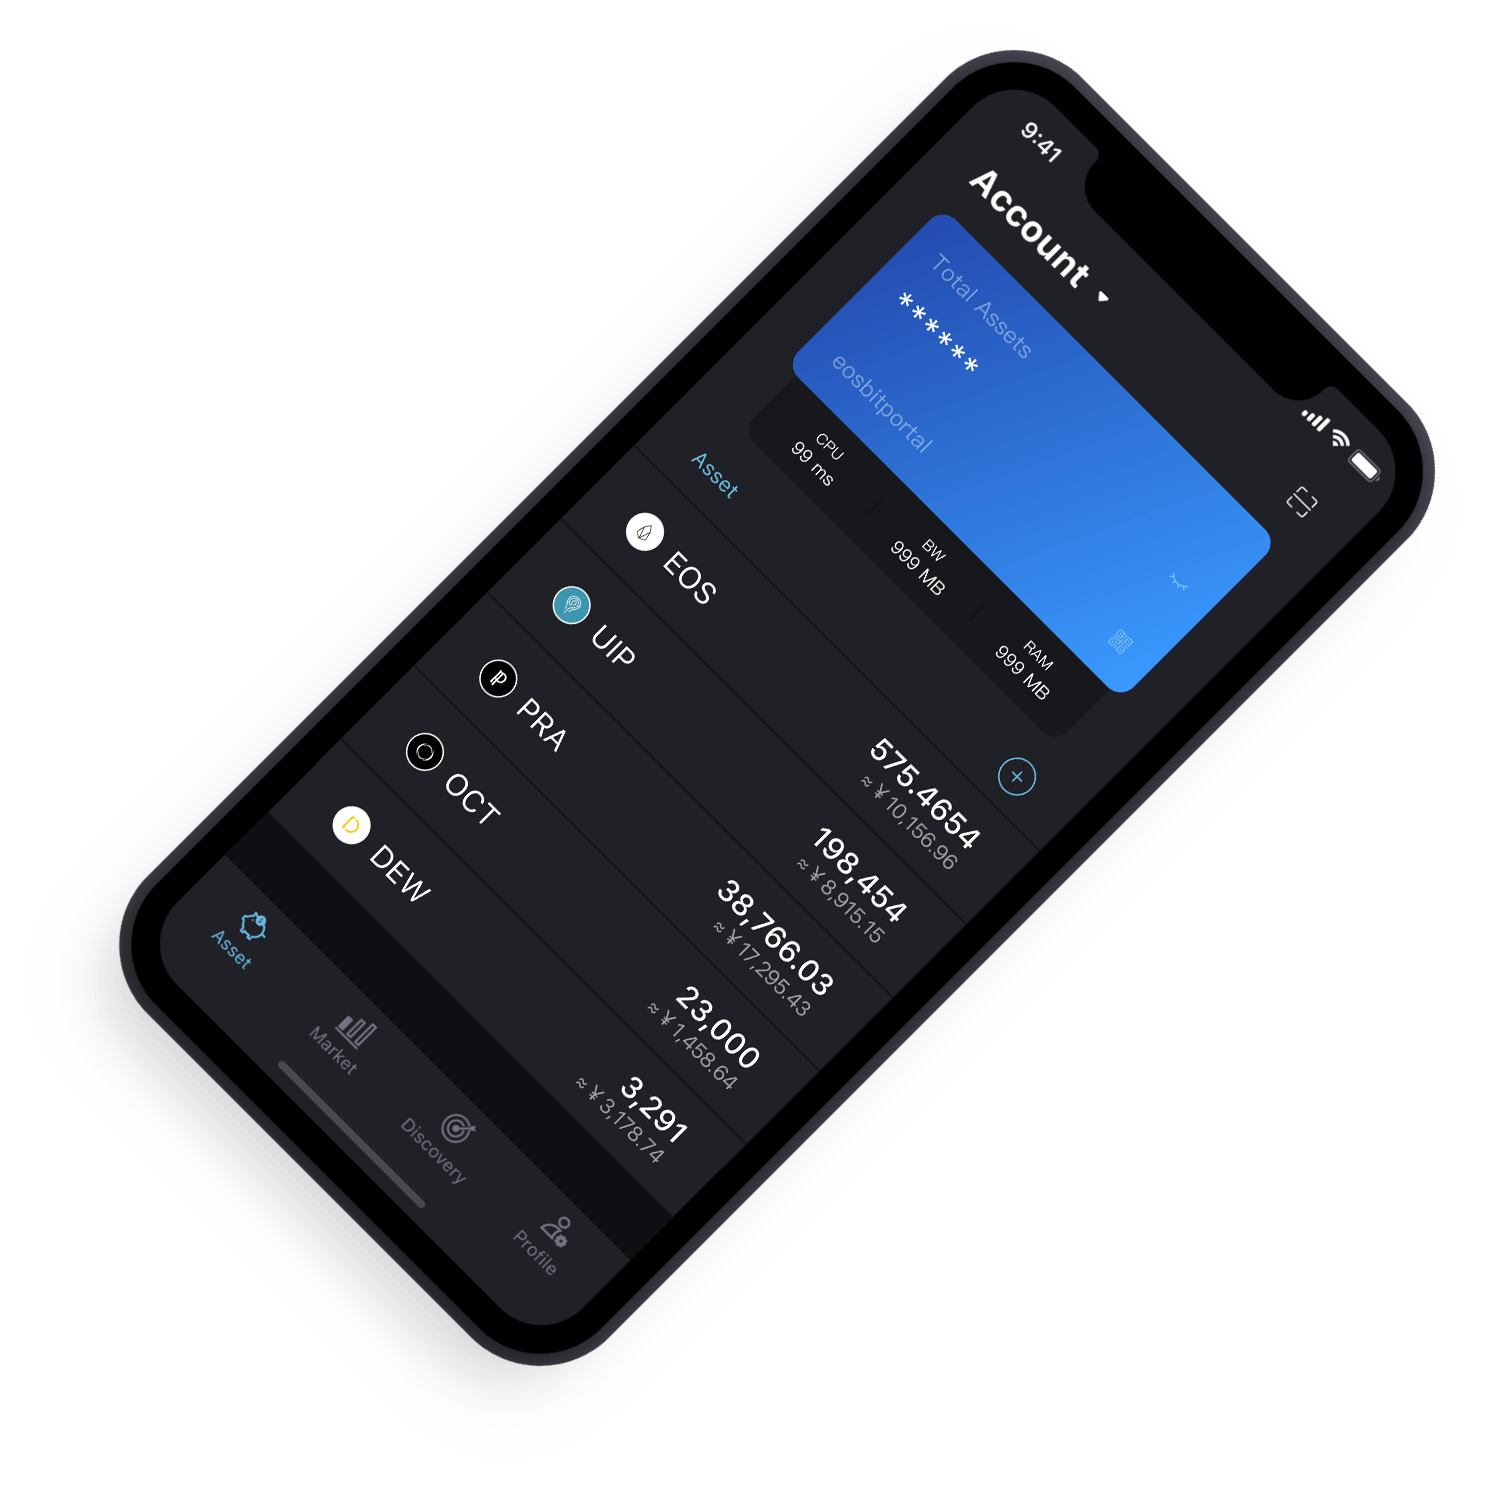 9:41
Account
Total Assets
******
eosbitportal
CPU
99 ms
BW
999 MB
RAM
999 MB
Asset
EOS
575.4654
≈ ¥10,156.96
UIP
198,454
≈ ¥8,915.15
PRA
38,766.03
≈ ¥17,295.43
OCT
23,000
≈ ¥1,458.64
DEW
3,291
≈ ¥3,178.74
Asset
Market
Discovery
Profile